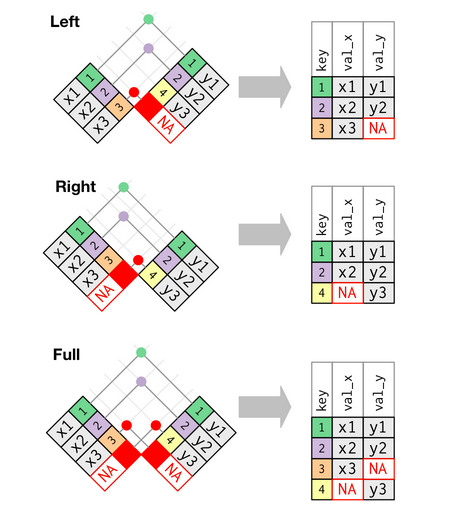 Left
1 2 3
x1 x2 x3
1 2 4
y1 y2 y3
NA
key val_x val_y
1 x1 y1
2 x2 y2
3 x3 NA
Right
1 2 3
x1 x2 x3
NA
1 2 4
y1 y2 y3
key val_x val_y
1 x1 y1
2 x2 y2
4 NA y3
Full
1 2 3
x1 x2 x3
NA
1 2 4
y1 y2 y3
NA
key val_x val_y
1 x1 y1
2 x2 y2
3 x3 NA
4 NA y3